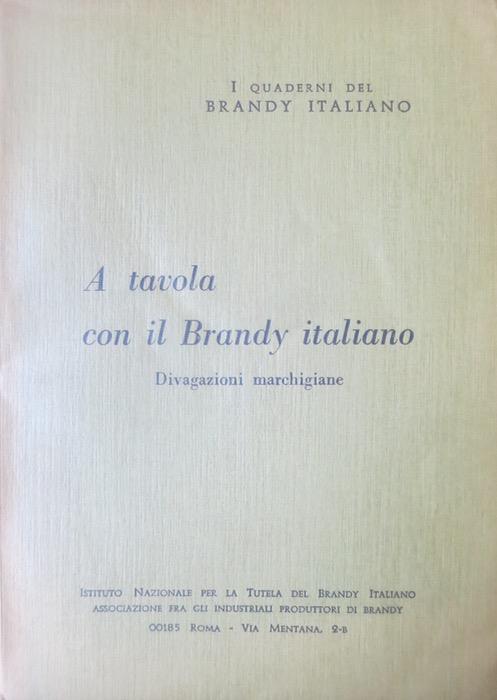 I QUADERNI DEL
BRANDY ITALIANO
A tavola
con il Brandy italiano
Divagazioni marchigiane
ISTITUTO NAZIONALE PER LA TUTELA DEL BRANDY ITALIANO
ASSOCIAZIONE FRA GLI INDUSTRIALI PRODUTTORI DI BRANDY
00185 ROMA - VIA MENTANA, 2-B